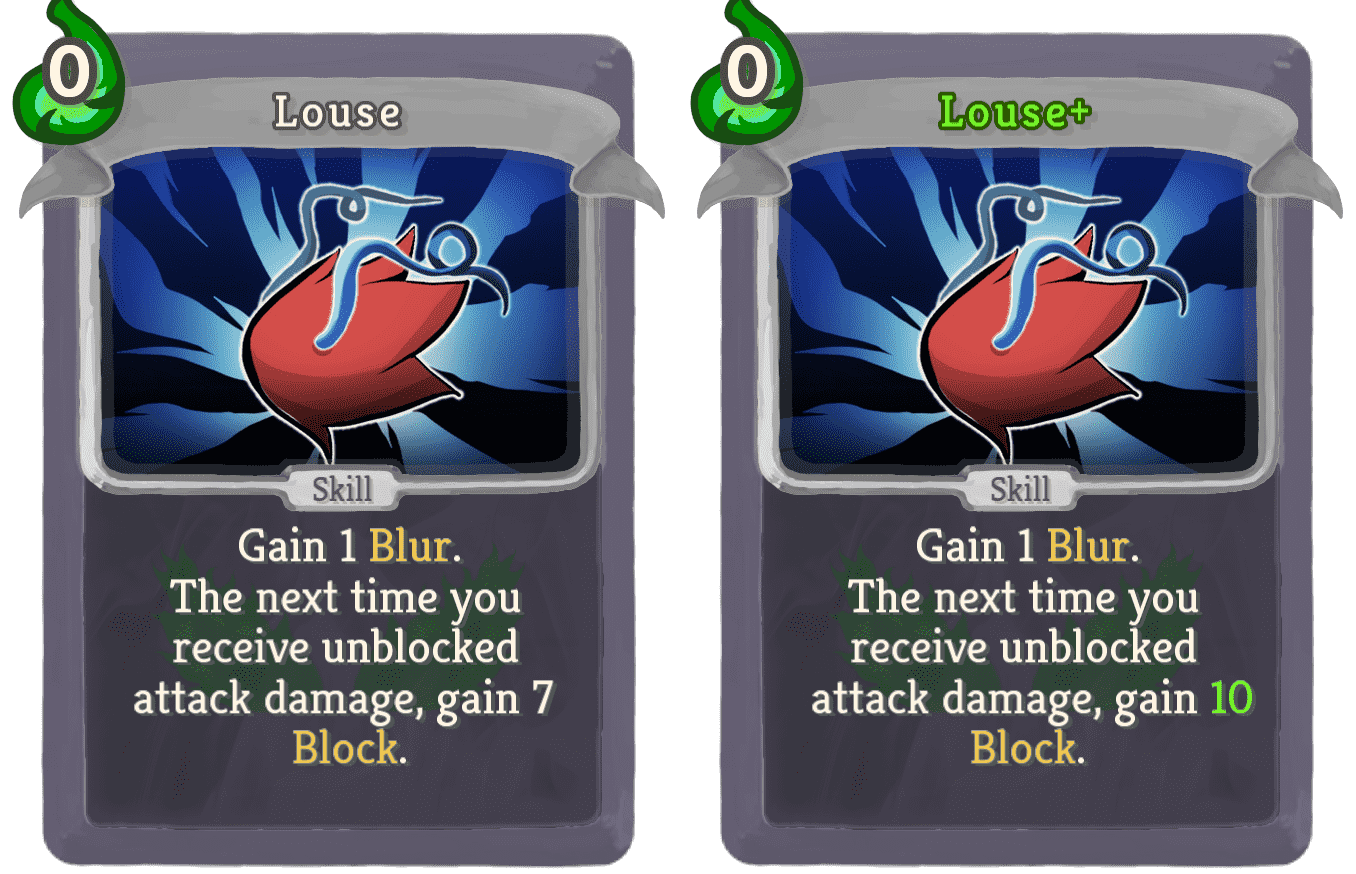 0
Louse
Skill
Gain 1 Blur.
The next time you
receive unblocked
attack damage, gain 7
Block.
0
Louse+
Skill
Gain 1 Blur.
The next time you
receive unblocked
attack damage, gain 10
Block.